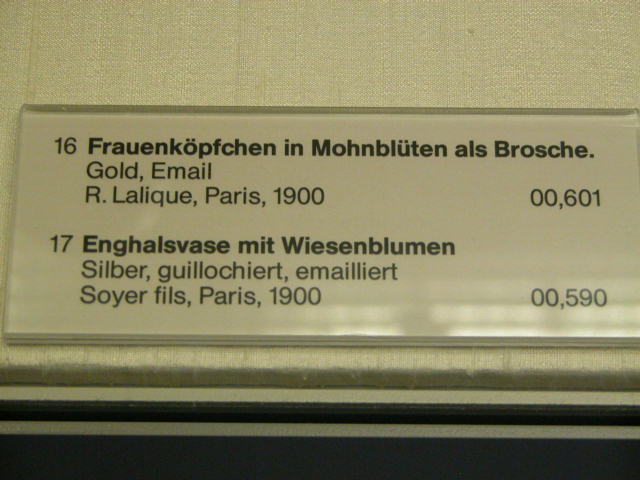 16 Frauenköpfchen in Mohnblüten als Brosche.
Gold, Email
R. Lalique, Paris, 1900 00,601
17 Enghalsvase mit Wiesenblumen
Silber, guillochiert, emailliert
Soyer fils, Paris, 1900 00,590